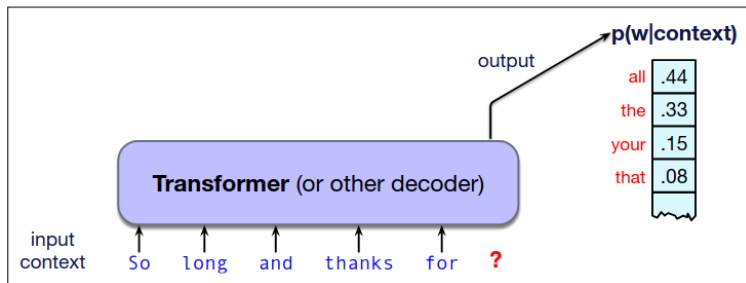 p(w|context)
output
all .44
the .33
your .15
that .08
Transformer (or other decoder)
input
context So long and thanks for ?